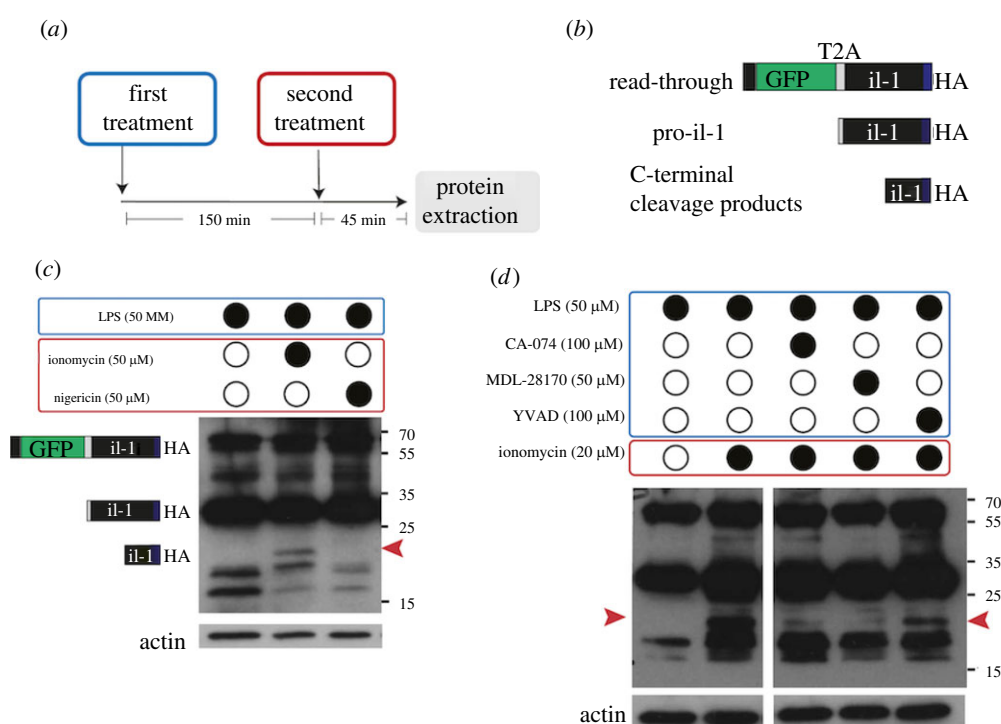 (a)
first
treatment
second
treatment
150 min
45 min
protein
extraction
(b)
T2A
read-through
GFP
il-1
HA
pro-il-1
il-1
HA
C-terminal
cleavage products
il-1
HA
(c)
LPS (50 MM)
ionomycin (50 µM)
nigericin (50 µM)
GFP
il-1
HA
il-1
HA
il-1
HA
70
55
35
25
15
actin
(d)
LPS (50 µM)
CA-074 (100 µM)
MDL-28170 (50 µM)
YVAD (100 µM)
ionomycin (20 µM)
70
55
35
25
15
actin